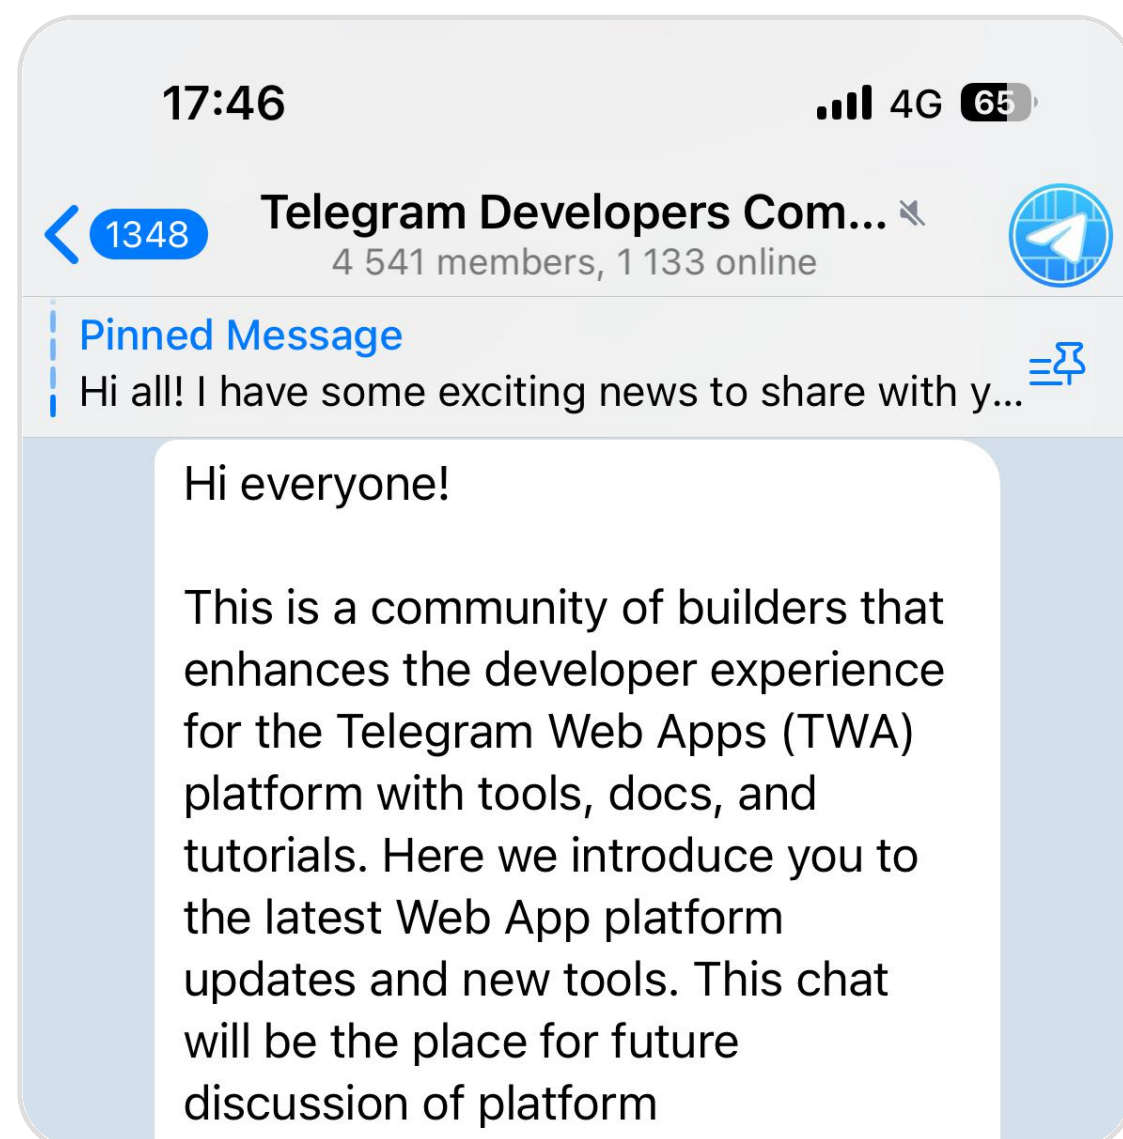 17:46 4G 65
1348 Telegram Developers Com...
4 541 members, 1 133 online
Pinned Message
Hi all! I have some exciting news to share with y...
Hi everyone!
This is a community of builders that
enhances the developer experience
for the Telegram Web Apps (TWA)
platform with tools, docs, and
tutorials. Here we introduce you to
the latest Web App platform
updates and new tools. This chat
will be the place for future
discussion of platform